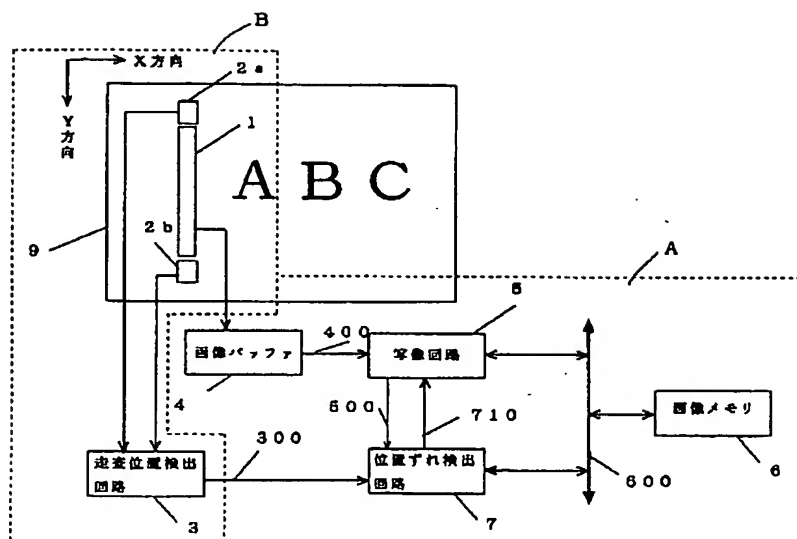 B
X方向
Y方向
2a
1
A B C
2b
9
A
5
画像バッファ
400
写像回路
4
500
710
画像メモリ
6
走査位置検出
回路
300
位置ずれ検出
回路
600
3
7